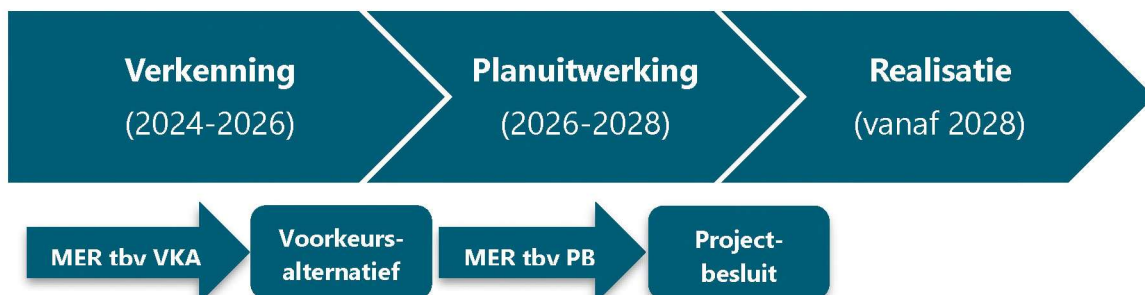 Verkenning
(2024-2026)
Planuitwerking
(2026-2028)
Realisatie
(vanaf 2028)
MER tbv VKA
Voorkeurs-
alternatief
MER tbv PB
Project-
besluit